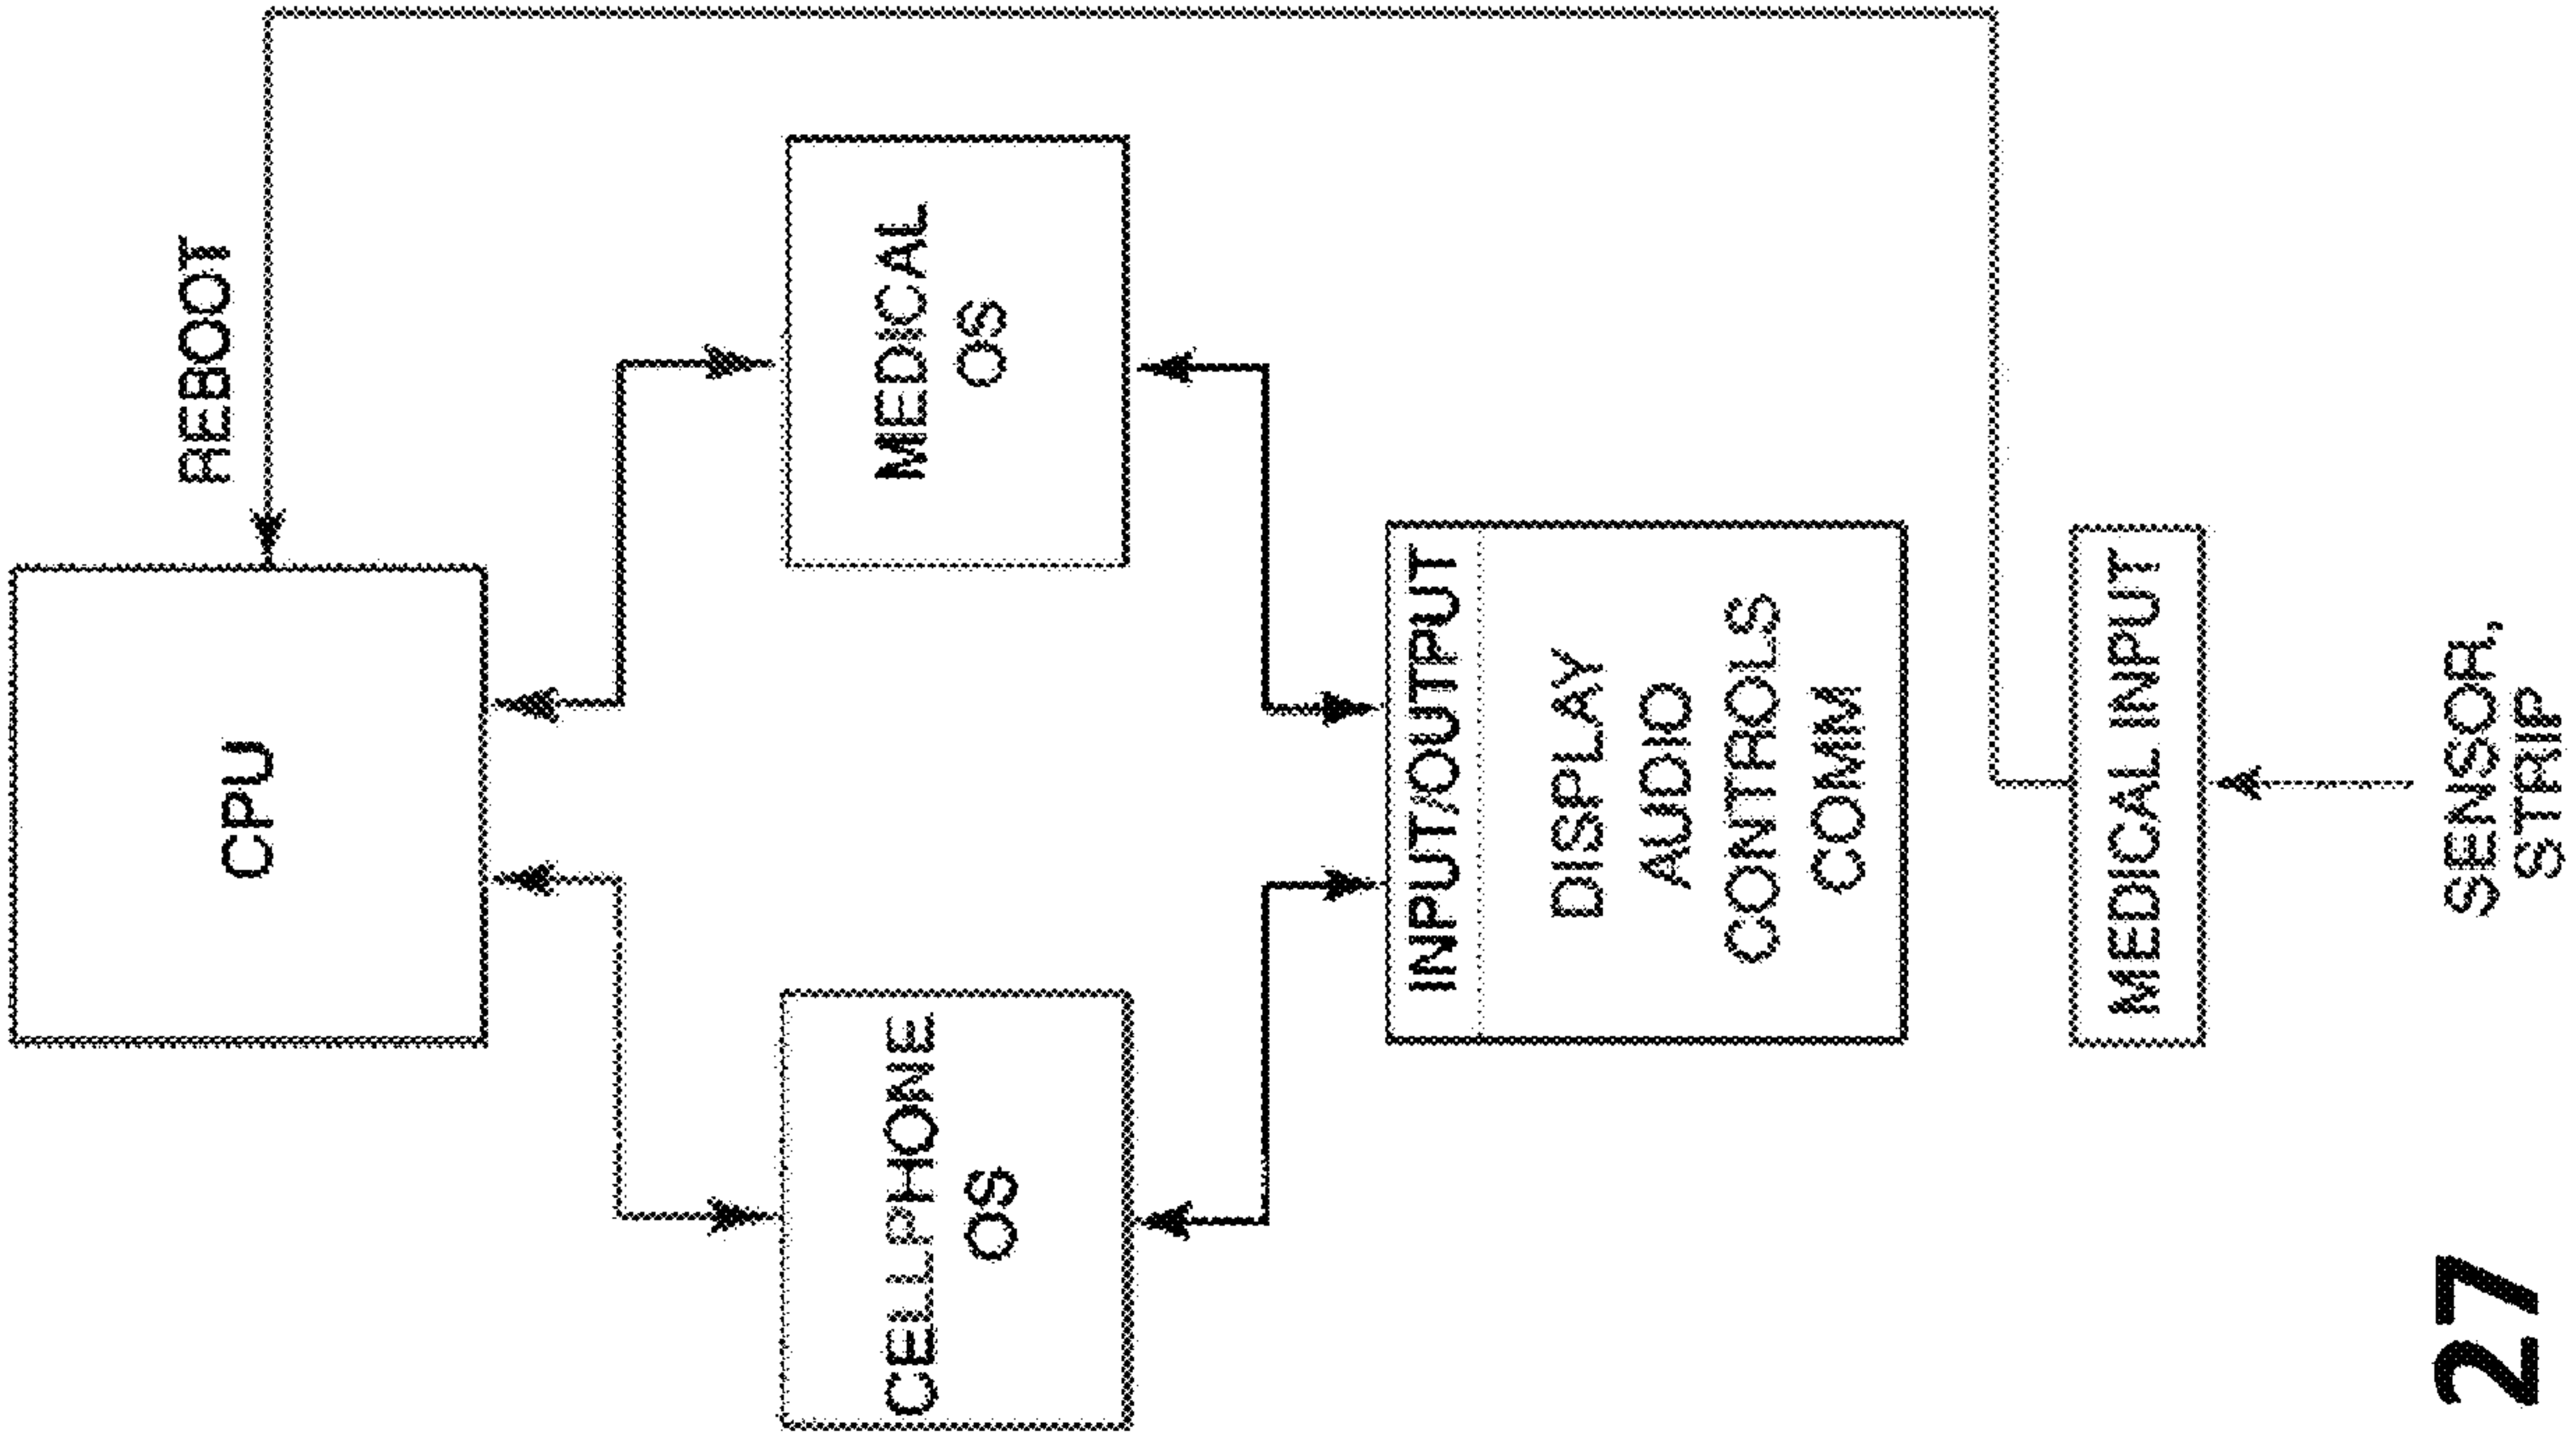 CPU
REBOOT
CELLPHONE
OS
MEDICAL
OS
INPUT/OUTPUT
DISPLAY
AUDIO
CONTROLS
COMM
MEDICAL INPUT
SENSOR,
STRIP
27